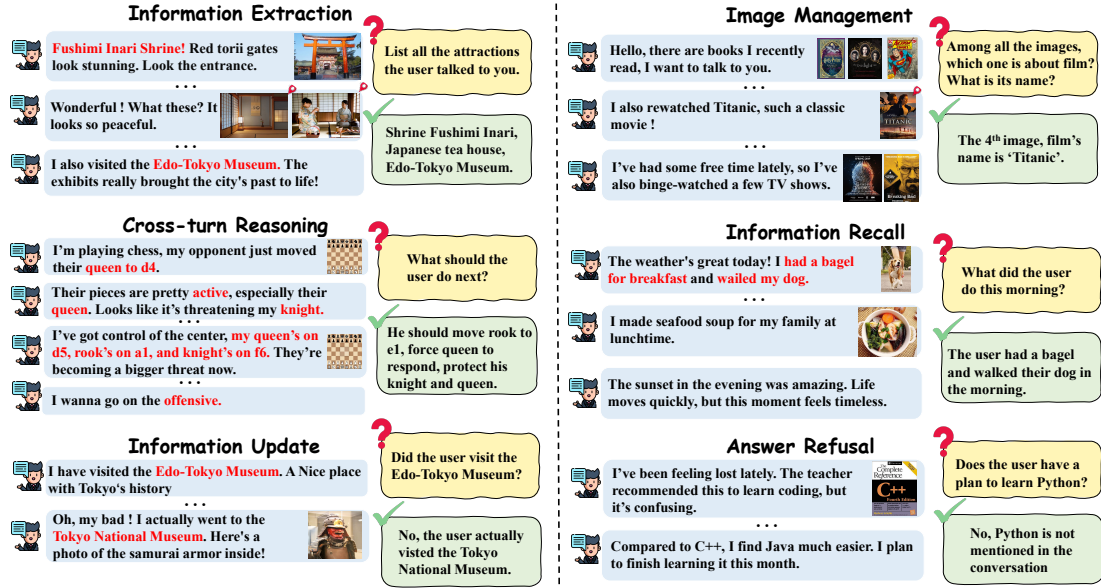 Information Extraction
Fushimi Inari Shrine! Red torii gates
look stunning. Look the entrance.
...
Wonderful ! What these? It
looks so peaceful.
...
I also visited the Edo-Tokyo Museum. The
exhibits really brought the city's past to life!
?
List all the attractions
the user talked to you.
Shrine Fushimi Inari,
Japanese tea house,
Edo-Tokyo Museum.
Cross-turn Reasoning
I'm playing chess, my opponent just moved
their queen to d4.
Their pieces are pretty active, especially their
queen. Looks like it's threatening my knight.
...
I've got control of the center, my queen's on
d5, rook's on a1, and knight's on f6. They're
becoming a bigger threat now.
...
I wanna go on the offensive.
?
What should the
user do next?
He should move rook to
e1, force queen to
respond, protect his
knight and queen.
Information Update
I have visited the Edo-Tokyo Museum. A Nice place
with Tokyo's history
...
Oh, my bad ! I actually went to the
Tokyo National Museum. Here's a
photo of the samurai armor inside!
?
Did the user visit the
Edo-Tokyo Museum?
No, the user actually
visted the Tokyo
National Museum.
Image Management
Hello, there are books I recently
read, I want to talk to you.
...
I also rewatched Titanic, such a classic
movie !
TITANIC
...
I've had some free time lately, so I've
also binge-watched a few TV shows.
Breaking Bad
?
Among all the images,
which one is about film?
What is its name?
The 4th image, film's
name is 'Titanic'.
Information Recall
The weather's great today! I had a bagel
for breakfast and wailed my dog.
...
I made seafood soup for my family at
lunchtime.
The sunset in the evening was amazing. Life
moves quickly, but this moment feels timeless.
?
What did the user
do this morning?
The user had a bagel
and walked their dog in
the morning.
Answer Refusal
I've been feeling lost lately. The teacher
recommended this to learn coding, but
it's confusing.
Complete
Reference
C++
Fourth Edition
...
Compared to C++, I find Java much easier. I plan
to finish learning it this month.
?
Does the user have a
plan to learn Python?
No, Python is not
mentioned in the
conversation